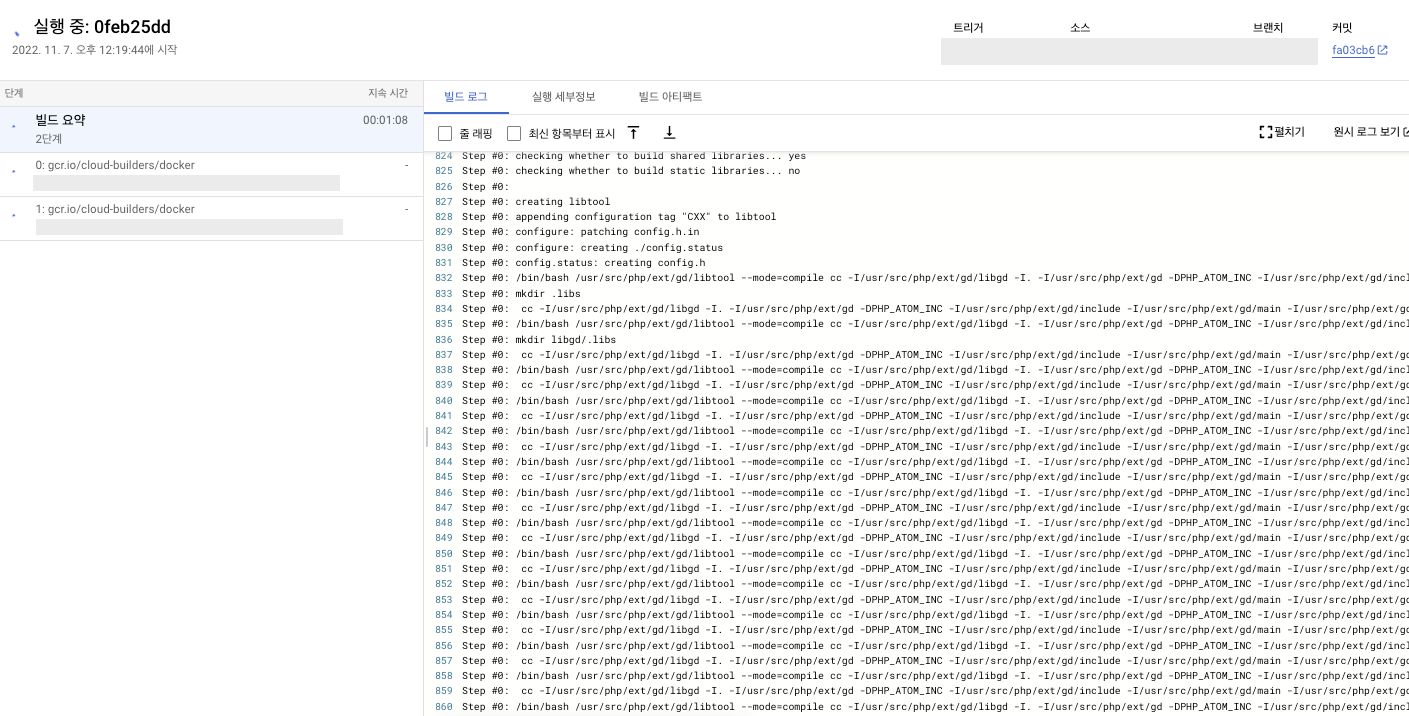 실행 중: 0feb25dd
2022. 11. 7. 오후 12:19:44에 시작
트리거 소스 브랜치 커밋
fa03cb6
단계 지속 시간
빌드 요약 00:01:08
2단계
0: gcr.io/cloud-builders/docker -
1: gcr.io/cloud-builders/docker -
빌드 로그 실행 세부정보 빌드 아티팩트
줄 래핑 최신 항목부터 표시 펼치기 원시 로그 보기
824 Step #0: checking whether to build shared libraries... yes
825 Step #0: checking whether to build static libraries... no
826 Step #0:
827 Step #0: creating libtool
828 Step #0: appending configuration tag "CXX" to libtool
829 Step #0: configure: patching config.h.in
830 Step #0: configure: creating ./config.status
831 Step #0: config.status: creating config.h
832 Step #0: /bin/bash /usr/src/php/ext/gd/libtool --mode=compile cc -I/usr/src/php/ext/gd/libgd -I. -I/usr/src/php/ext/gd -DPHP_ATOM_INC -I/usr/src/php/ext/gd/incl
833 Step #0: mkdir .libs
834 Step #0: cc -I/usr/src/php/ext/gd/libgd -I. -I/usr/src/php/ext/gd -DPHP_ATOM_INC -I/usr/src/php/ext/gd/include -I/usr/src/php/ext/gd/main -I/usr/src/php/ext/gd
835 Step #0: /bin/bash /usr/src/php/ext/gd/libtool --mode=compile cc -I/usr/src/php/ext/gd/libgd -I. -I/usr/src/php/ext/gd -DPHP_ATOM_INC -I/usr/src/php/ext/gd/incl
836 Step #0: mkdir libgd/.libs
837 Step #0: cc -I/usr/src/php/ext/gd/libgd -I. -I/usr/src/php/ext/gd -DPHP_ATOM_INC -I/usr/src/php/ext/gd/include -I/usr/src/php/ext/gd/main -I/usr/src/php/ext/gd
838 Step #0: /bin/bash /usr/src/php/ext/gd/libtool --mode=compile cc -I/usr/src/php/ext/gd/libgd -I. -I/usr/src/php/ext/gd -DPHP_ATOM_INC -I/usr/src/php/ext/gd/incl
839 Step #0: cc -I/usr/src/php/ext/gd/libgd -I. -I/usr/src/php/ext/gd -DPHP_ATOM_INC -I/usr/src/php/ext/gd/include -I/usr/src/php/ext/gd/main -I/usr/src/php/ext/gd
840 Step #0: /bin/bash /usr/src/php/ext/gd/libtool --mode=compile cc -I/usr/src/php/ext/gd/libgd -I. -I/usr/src/php/ext/gd -DPHP_ATOM_INC -I/usr/src/php/ext/gd/incl
841 Step #0: cc -I/usr/src/php/ext/gd/libgd -I. -I/usr/src/php/ext/gd -DPHP_ATOM_INC -I/usr/src/php/ext/gd/include -I/usr/src/php/ext/gd/main -I/usr/src/php/ext/gd
842 Step #0: /bin/bash /usr/src/php/ext/gd/libtool --mode=compile cc -I/usr/src/php/ext/gd/libgd -I. -I/usr/src/php/ext/gd -DPHP_ATOM_INC -I/usr/src/php/ext/gd/incl
843 Step #0: cc -I/usr/src/php/ext/gd/libgd -I. -I/usr/src/php/ext/gd -DPHP_ATOM_INC -I/usr/src/php/ext/gd/include -I/usr/src/php/ext/gd/main -I/usr/src/php/ext/gd
844 Step #0: /bin/bash /usr/src/php/ext/gd/libtool --mode=compile cc -I/usr/src/php/ext/gd/libgd -I. -I/usr/src/php/ext/gd -DPHP_ATOM_INC -I/usr/src/php/ext/gd/incl
845 Step #0: cc -I/usr/src/php/ext/gd/libgd -I. -I/usr/src/php/ext/gd -DPHP_ATOM_INC -I/usr/src/php/ext/gd/include -I/usr/src/php/ext/gd/main -I/usr/src/php/ext/gd
846 Step #0: /bin/bash /usr/src/php/ext/gd/libtool --mode=compile cc -I/usr/src/php/ext/gd/libgd -I. -I/usr/src/php/ext/gd -DPHP_ATOM_INC -I/usr/src/php/ext/gd/incl
847 Step #0: cc -I/usr/src/php/ext/gd/libgd -I. -I/usr/src/php/ext/gd -DPHP_ATOM_INC -I/usr/src/php/ext/gd/include -I/usr/src/php/ext/gd/main -I/usr/src/php/ext/gd
848 Step #0: /bin/bash /usr/src/php/ext/gd/libtool --mode=compile cc -I/usr/src/php/ext/gd/libgd -I. -I/usr/src/php/ext/gd -DPHP_ATOM_INC -I/usr/src/php/ext/gd/incl
849 Step #0: cc -I/usr/src/php/ext/gd/libgd -I. -I/usr/src/php/ext/gd -DPHP_ATOM_INC -I/usr/src/php/ext/gd/include -I/usr/src/php/ext/gd/main -I/usr/src/php/ext/gd
850 Step #0: /bin/bash /usr/src/php/ext/gd/libtool --mode=compile cc -I/usr/src/php/ext/gd/libgd -I. -I/usr/src/php/ext/gd -DPHP_ATOM_INC -I/usr/src/php/ext/gd/incl
851 Step #0: cc -I/usr/src/php/ext/gd/libgd -I. -I/usr/src/php/ext/gd -DPHP_ATOM_INC -I/usr/src/php/ext/gd/include -I/usr/src/php/ext/gd/main -I/usr/src/php/ext/gd
852 Step #0: /bin/bash /usr/src/php/ext/gd/libtool --mode=compile cc -I/usr/src/php/ext/gd/libgd -I. -I/usr/src/php/ext/gd -DPHP_ATOM_INC -I/usr/src/php/ext/gd/incl
853 Step #0: cc -I/usr/src/php/ext/gd/libgd -I. -I/usr/src/php/ext/gd -DPHP_ATOM_INC -I/usr/src/php/ext/gd/include -I/usr/src/php/ext/gd/main -I/usr/src/php/ext/gd
854 Step #0: /bin/bash /usr/src/php/ext/gd/libtool --mode=compile cc -I/usr/src/php/ext/gd/libgd -I. -I/usr/src/php/ext/gd -DPHP_ATOM_INC -I/usr/src/php/ext/gd/incl
855 Step #0: cc -I/usr/src/php/ext/gd/libgd -I. -I/usr/src/php/ext/gd -DPHP_ATOM_INC -I/usr/src/php/ext/gd/include -I/usr/src/php/ext/gd/main -I/usr/src/php/ext/gd
856 Step #0: /bin/bash /usr/src/php/ext/gd/libtool --mode=compile cc -I/usr/src/php/ext/gd/libgd -I. -I/usr/src/php/ext/gd -DPHP_ATOM_INC -I/usr/src/php/ext/gd/incl
857 Step #0: cc -I/usr/src/php/ext/gd/libgd -I. -I/usr/src/php/ext/gd -DPHP_ATOM_INC -I/usr/src/php/ext/gd/include -I/usr/src/php/ext/gd/main -I/usr/src/php/ext/gd
858 Step #0: /bin/bash /usr/src/php/ext/gd/libtool --mode=compile cc -I/usr/src/php/ext/gd/libgd -I. -I/usr/src/php/ext/gd -DPHP_ATOM_INC -I/usr/src/php/ext/gd/incl
859 Step #0: cc -I/usr/src/php/ext/gd/libgd -I. -I/usr/src/php/ext/gd -DPHP_ATOM_INC -I/usr/src/php/ext/gd/include -I/usr/src/php/ext/gd/main -I/usr/src/php/ext/gd
860 Step #0: /bin/bash /usr/src/php/ext/gd/libtool --mode=compile cc -I/usr/src/php/ext/gd/libgd -I. -I/usr/src/php/ext/gd -DPHP_ATOM_INC -I/usr/src/php/ext/gd/incl